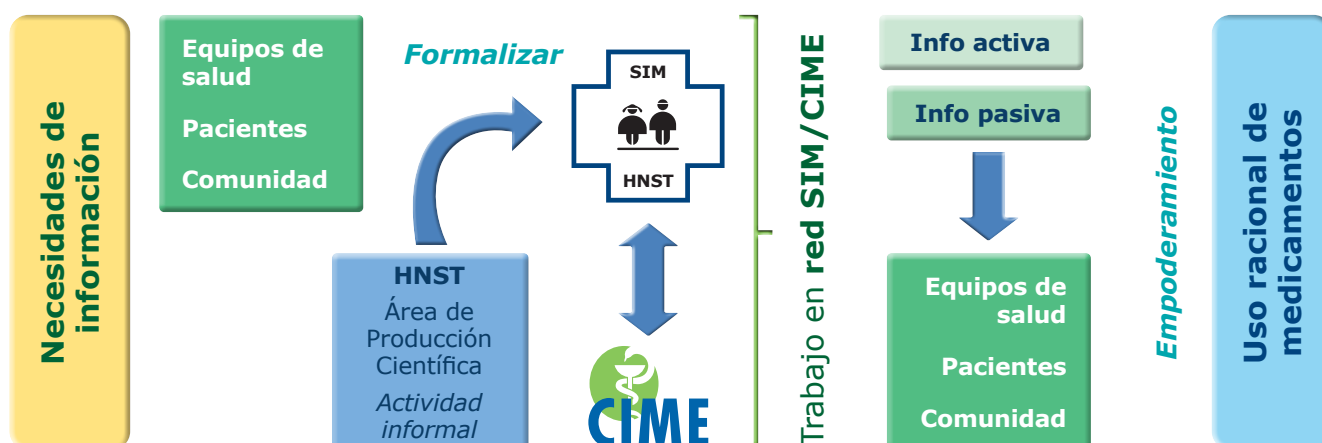 Necesidades de
información
Equipos de
salud
Pacientes
Comunidad
Formalizar
SIM
HNST
HNST
Área de
Producción
Científica
Actividad
informal
CIME
Trabajo en red SIM/CIME
Info activa
Info pasiva
Equipos de
salud
Pacientes
Comunidad
Empoderamiento
Uso racional de
medicamentos